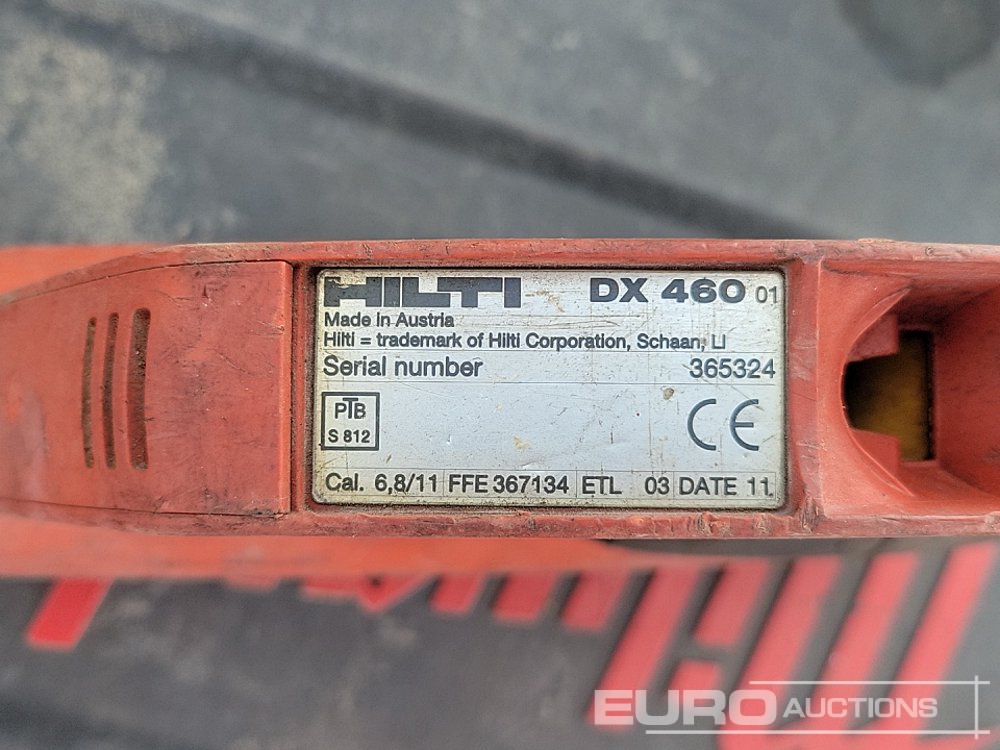 HILTI DX 460 01
Made in Austria
Hilti = trademark of Hilti Corporation, Schaan, LI
Serial number 365324
PTB
S 812
CE
Cal. 6,8/11 FFE 367134 ETL 03 DATE 11
EURO AUCTIONS